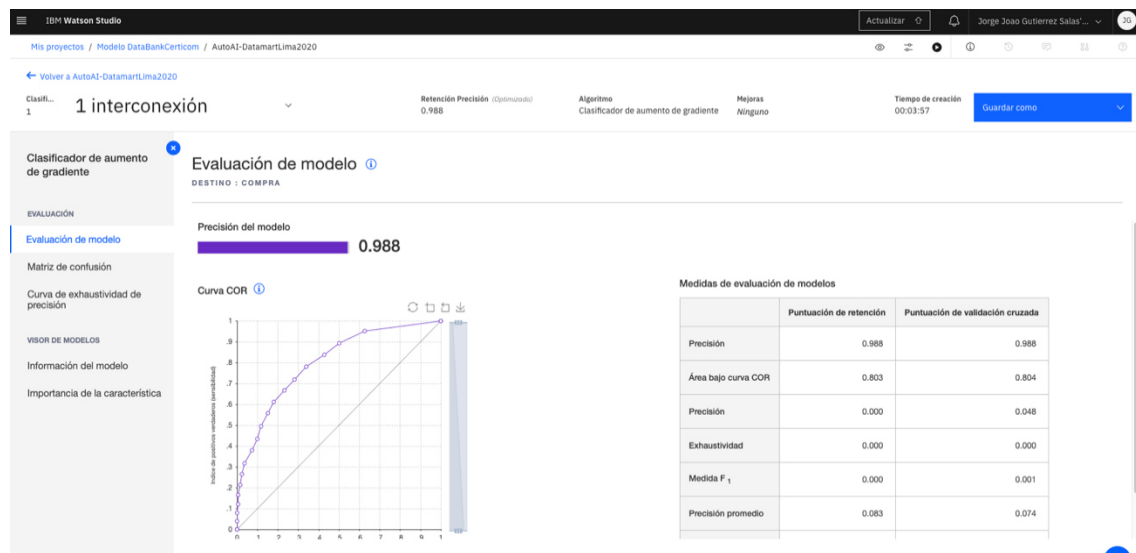 IBM Watson Studio
Actualizar
Jorge Joao Gutierrez Salas'...
JG
Mis proyectos / Modelo DataBankCerticom / AutoAI-DatamartLima2020
← Volver a AutoAI-DatamartLima2020
Clasifi...
1
1 interconexión
Retención Precisión (Optimizado)
0.988
Algoritmo
Clasificador de aumento de gradiente
Mejoras
Ninguno
Tiempo de creación
00:03:57
Guardar como
Clasificador de aumento
de gradiente
EVALUACIÓN
Evaluación de modelo
Matriz de confusión
Curva de exhaustividad de
precisión
VISOR DE MODELOS
Información del modelo
Importancia de la característica
Evaluación de modelo
DESTINO : COMPRA
Precisión del modelo
0.988
Curva COR
Indice de positivos verdaderos (sensibilidad)
1
.9
.8
.7
.6
.5
.4
.3
.2
.1
0
0 .1 .2 .3 .4 .5 .6 .7 .8 .9 1
Medidas de evaluación de modelos
Puntuación de retención Puntuación de validación cruzada
Precisión 0.988 0.988
Área bajo curva COR 0.803 0.804
Precisión 0.000 0.048
Exhaustividad 0.000 0.000
Medida F 1 0.000 0.001
Precisión promedio 0.083 0.074